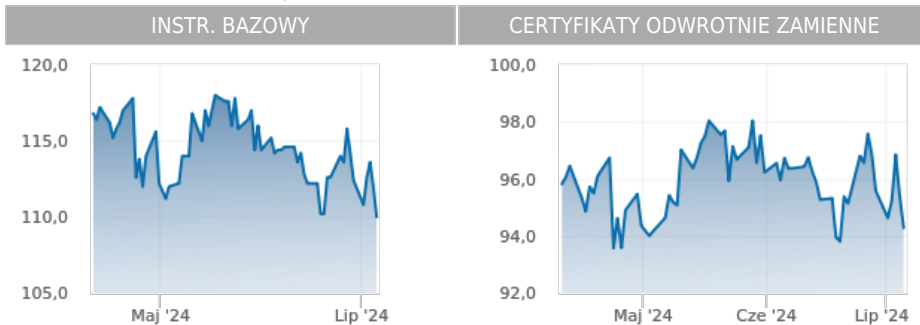 INSTR. BAZOWY
CERTYFIKATY ODWROTNIE ZAMIENNE
120,0
115,0
110,0
105,0
Maj '24
Lip '24
100,0
98,0
96,0
94,0
92,0
Maj '24
Cze '24
Lip '24